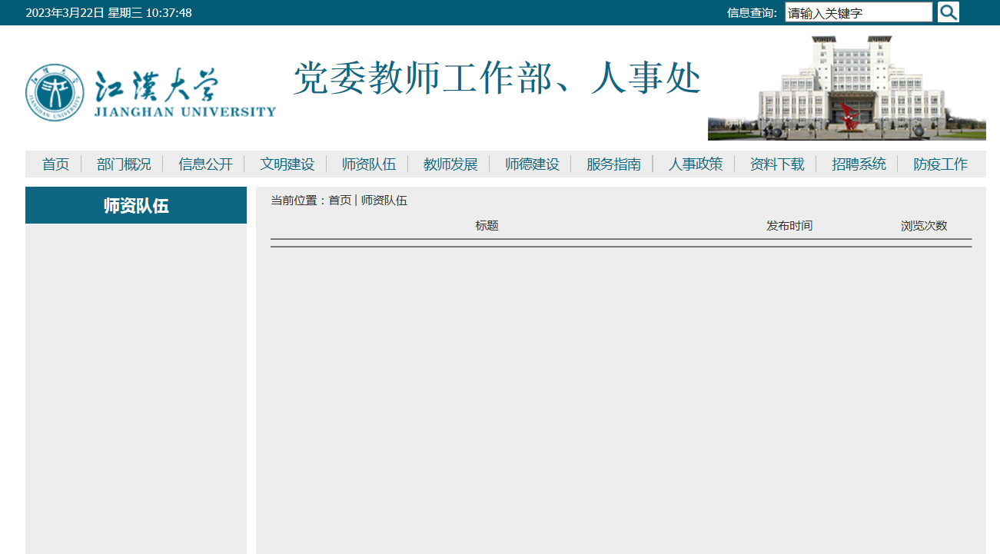 2023年3月22日 星期三 10:37:48
信息查询:
请输入关键字
江漢大学
JIANGHAN UNIVERSITY
党委教师工作部、人事处
首页 部门概况 信息公开 文明建设 师资队伍 教师发展 师德建设 服务指南 人事政策 资料下载 招聘系统 防疫工作
师资队伍
当前位置：首页 | 师资队伍
标题 发布时间 浏览次数